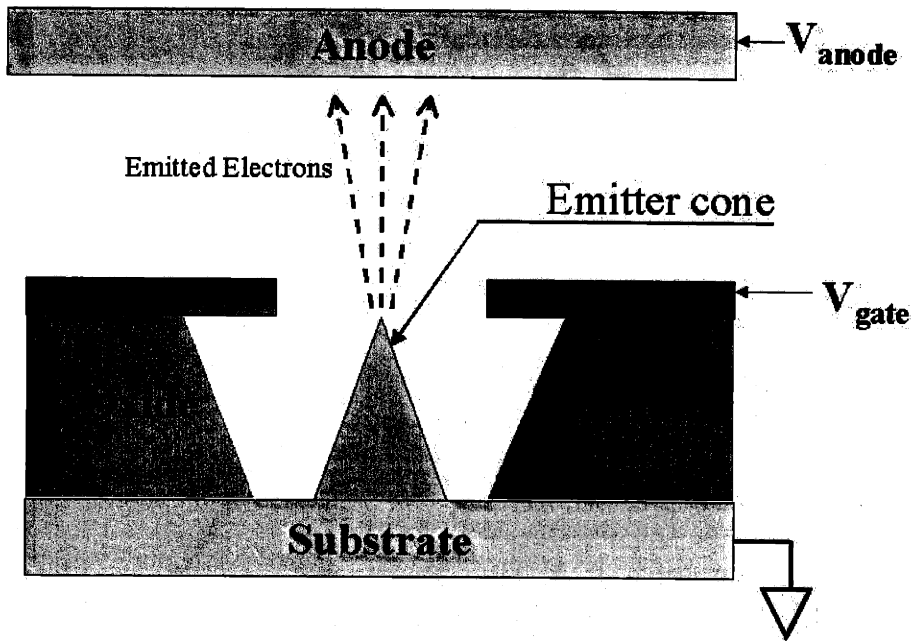 Anode
V anode
Emitted Electrons
Emitter cone
V gate
Substrate